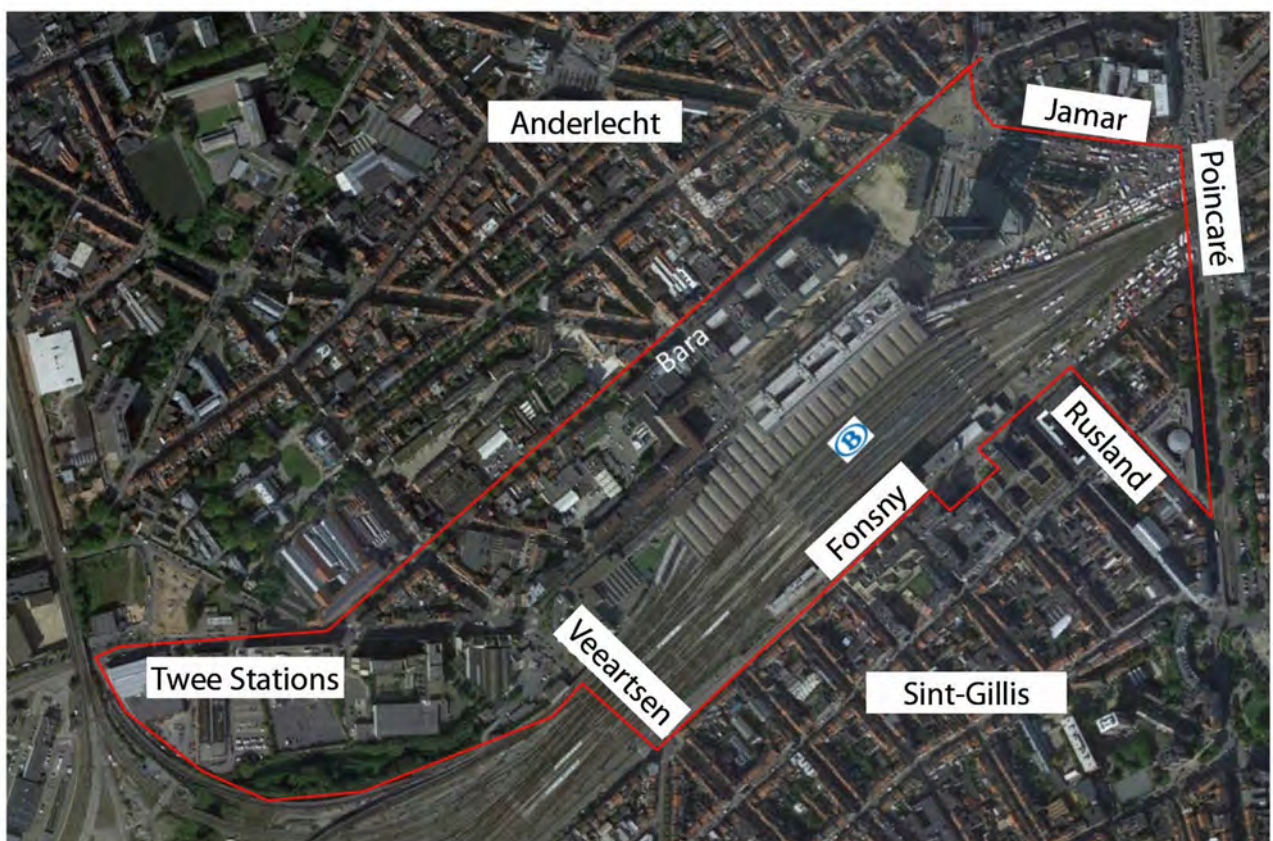 Anderlecht
Jamar
Poincaré
Bara
B
Rusland
Fonsny
Veeartsen
Twee Stations
Sint-Gillis